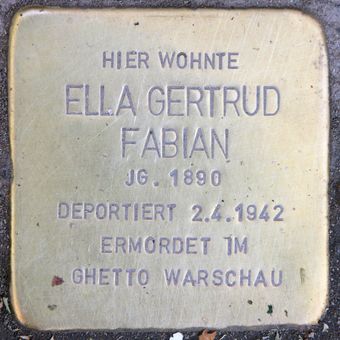 HIER WOHNTE
ELLA GERTRUD
FABIAN
JG. 1890
DEPORTIERT 2.4.1942
ERMORDET IM
GHETTO WARSCHAU